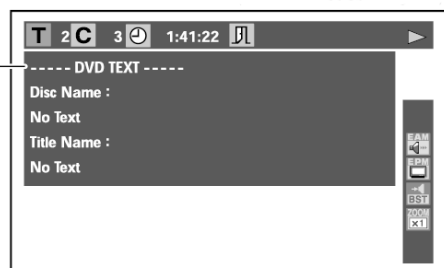 T 2 C 3 1:41:22
----- DVD TEXT -----
Disc Name :
No Text
Title Name :
No Text
EAM
EPM
BST
ZOOM
x1